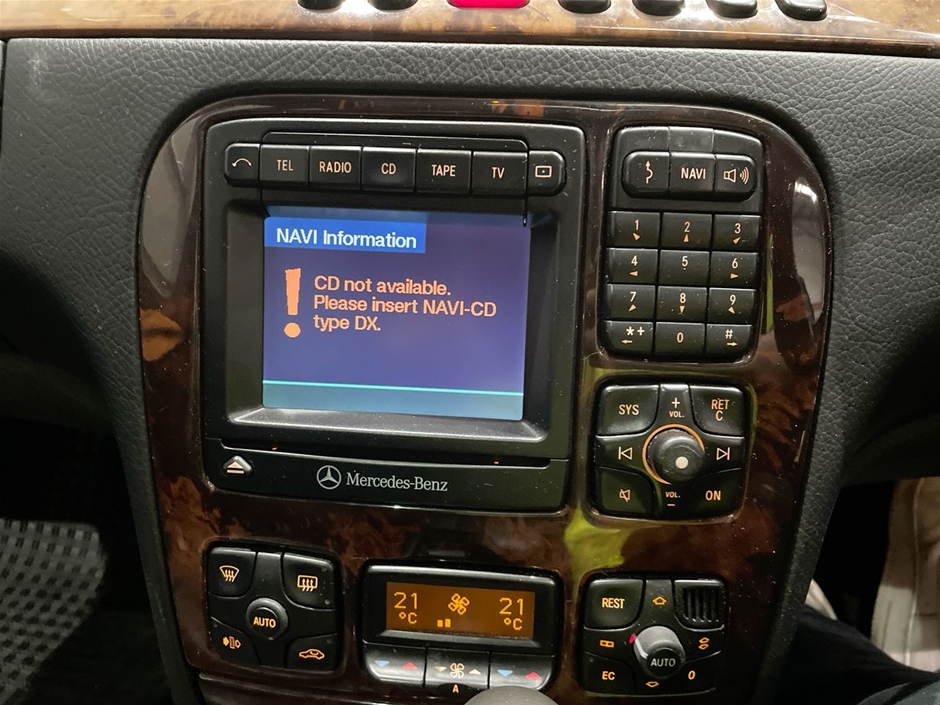 TEL RADIO CD TAPE TV
NAVI
NAVI Information
CD not available.
Please insert NAVI-CD
type DX.
1 2 3
4 5 6
7 8 9
*+ 0 #
SYS + VOL. RET C
VOL. − ON
Mercedes-Benz
AUTO
21 °C 21 °C
A
REST
AUTO
EC 0